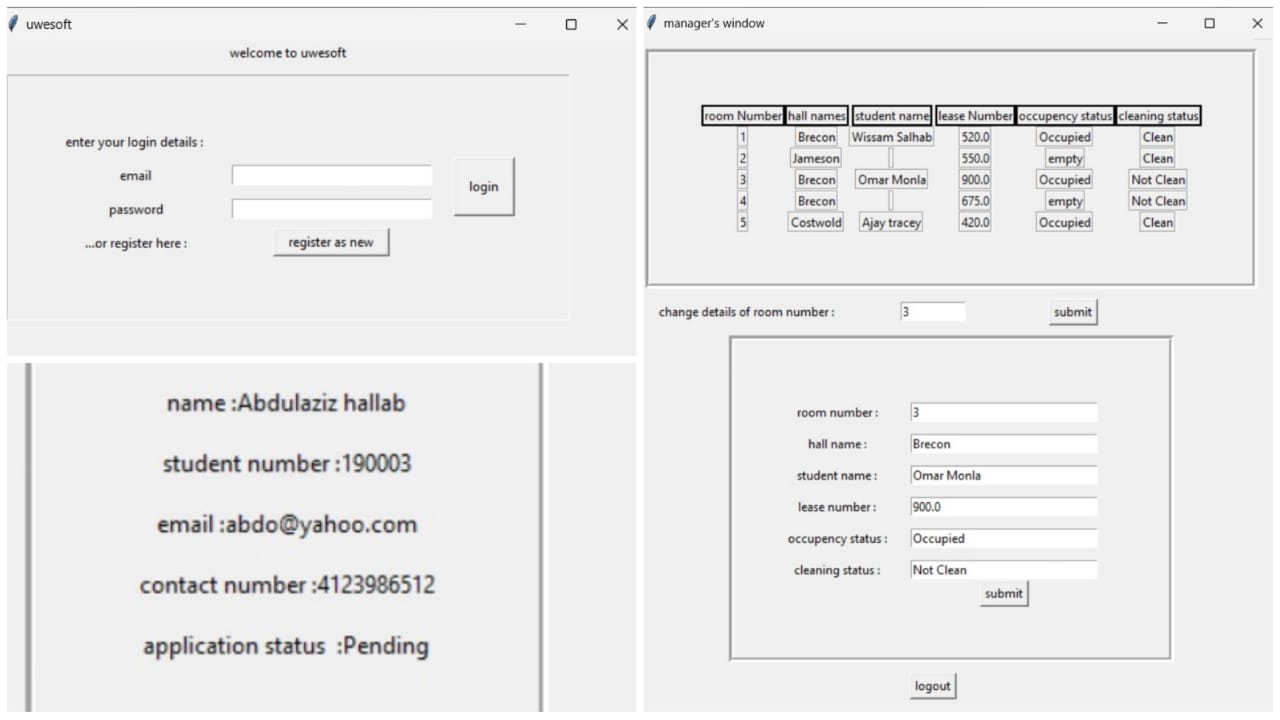 uwesoft
welcome to uwesoft
enter your login details :
email
login
password
...or register here :
register as new
name :Abdulaziz hallab
student number :190003
email :abdo@yahoo.com
contact number :4123986512
application status :Pending
manager's window
room Number hall names student name lease Number occupency status cleaning status
1 Brecon Wissam Salhab 520.0 Occupied Clean
2 Jameson 550.0 empty Clean
3 Brecon Omar Monla 900.0 Occupied Not Clean
4 Brecon 675.0 empty Not Clean
5 Costwold Ajay tracey 420.0 Occupied Clean
change details of room number : 3 submit
room number : 3
hall name : Brecon
student name : Omar Monla
lease number : 900.0
occupency status : Occupied
cleaning status : Not Clean
submit
logout